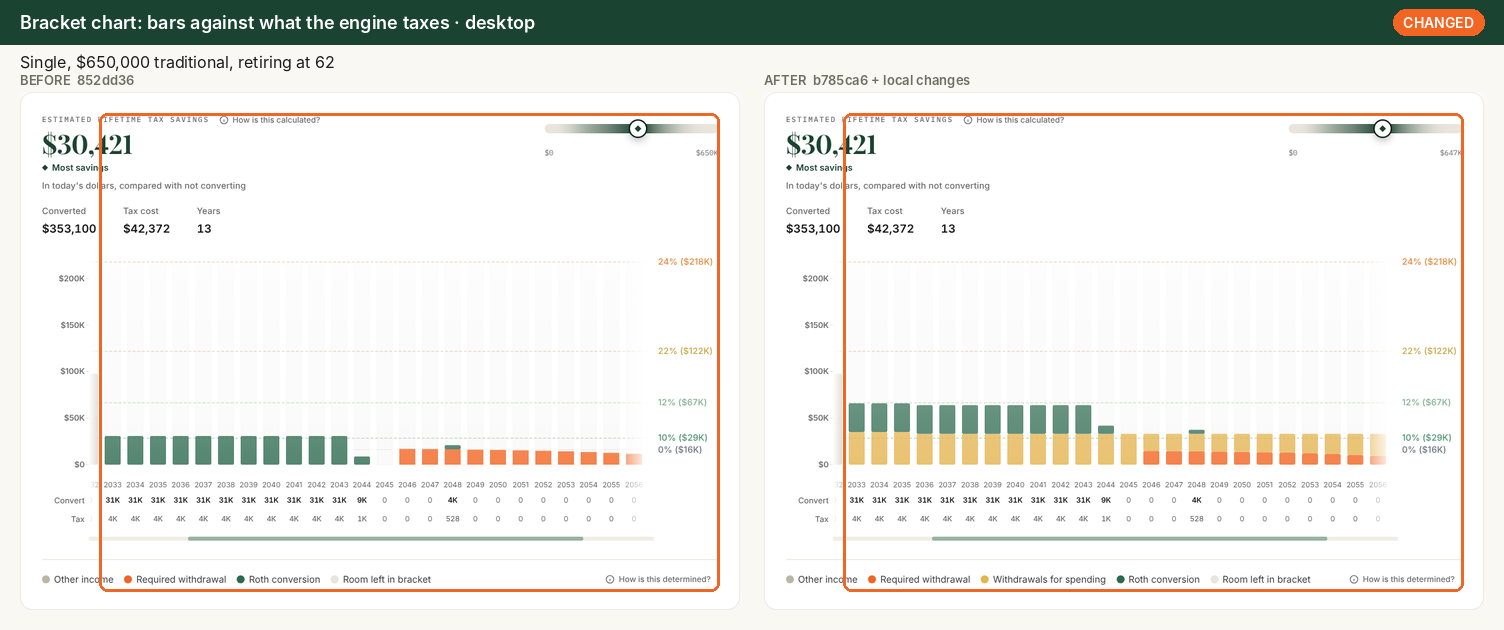 Bracket chart: bars against what the engine taxes · desktop
CHANGED
Single, $650,000 traditional, retiring at 62
BEFORE 852dd36
ESTIMATED LIFETIME TAX SAVINGS How is this calculated?
$30,421
Most savings
In today's dollars, compared with not converting
$0 $650K
Converted Tax cost Years
$353,100 $42,372 13
24% ($218K)
$200K
$150K
22% ($122K)
$100K
12% ($67K)
$50K
10% ($29K)
0% ($16K)
$0
2033 2034 2035 2036 2037 2038 2039 2040 2041 2042 2043 2044 2045 2046 2047 2048 2049 2050 2051 2052 2053 2054 2055 2056
Convert 31K 31K 31K 31K 31K 31K 31K 31K 31K 31K 31K 9K 0 0 0 4K 0 0 0 0 0 0 0 0
Tax 4K 4K 4K 4K 4K 4K 4K 4K 4K 4K 4K 1K 0 0 0 528 0 0 0 0 0 0 0 0
Other income Required withdrawal Roth conversion Room left in bracket How is this determined?
AFTER b785ca6 + local changes
ESTIMATED LIFETIME TAX SAVINGS How is this calculated?
$30,421
Most savings
In today's dollars, compared with not converting
$0 $647K
Converted Tax cost Years
$353,100 $42,372 13
24% ($218K)
$200K
$150K
22% ($122K)
$100K
12% ($67K)
$50K
10% ($29K)
0% ($16K)
$0
2033 2034 2035 2036 2037 2038 2039 2040 2041 2042 2043 2044 2045 2046 2047 2048 2049 2050 2051 2052 2053 2054 2055 2056
Convert 31K 31K 31K 31K 31K 31K 31K 31K 31K 31K 31K 9K 0 0 0 4K 0 0 0 0 0 0 0 0
Tax 4K 4K 4K 4K 4K 4K 4K 4K 4K 4K 4K 1K 0 0 0 528 0 0 0 0 0 0 0 0
Other income Required withdrawal Withdrawals for spending Roth conversion Room left in bracket How is this determined?